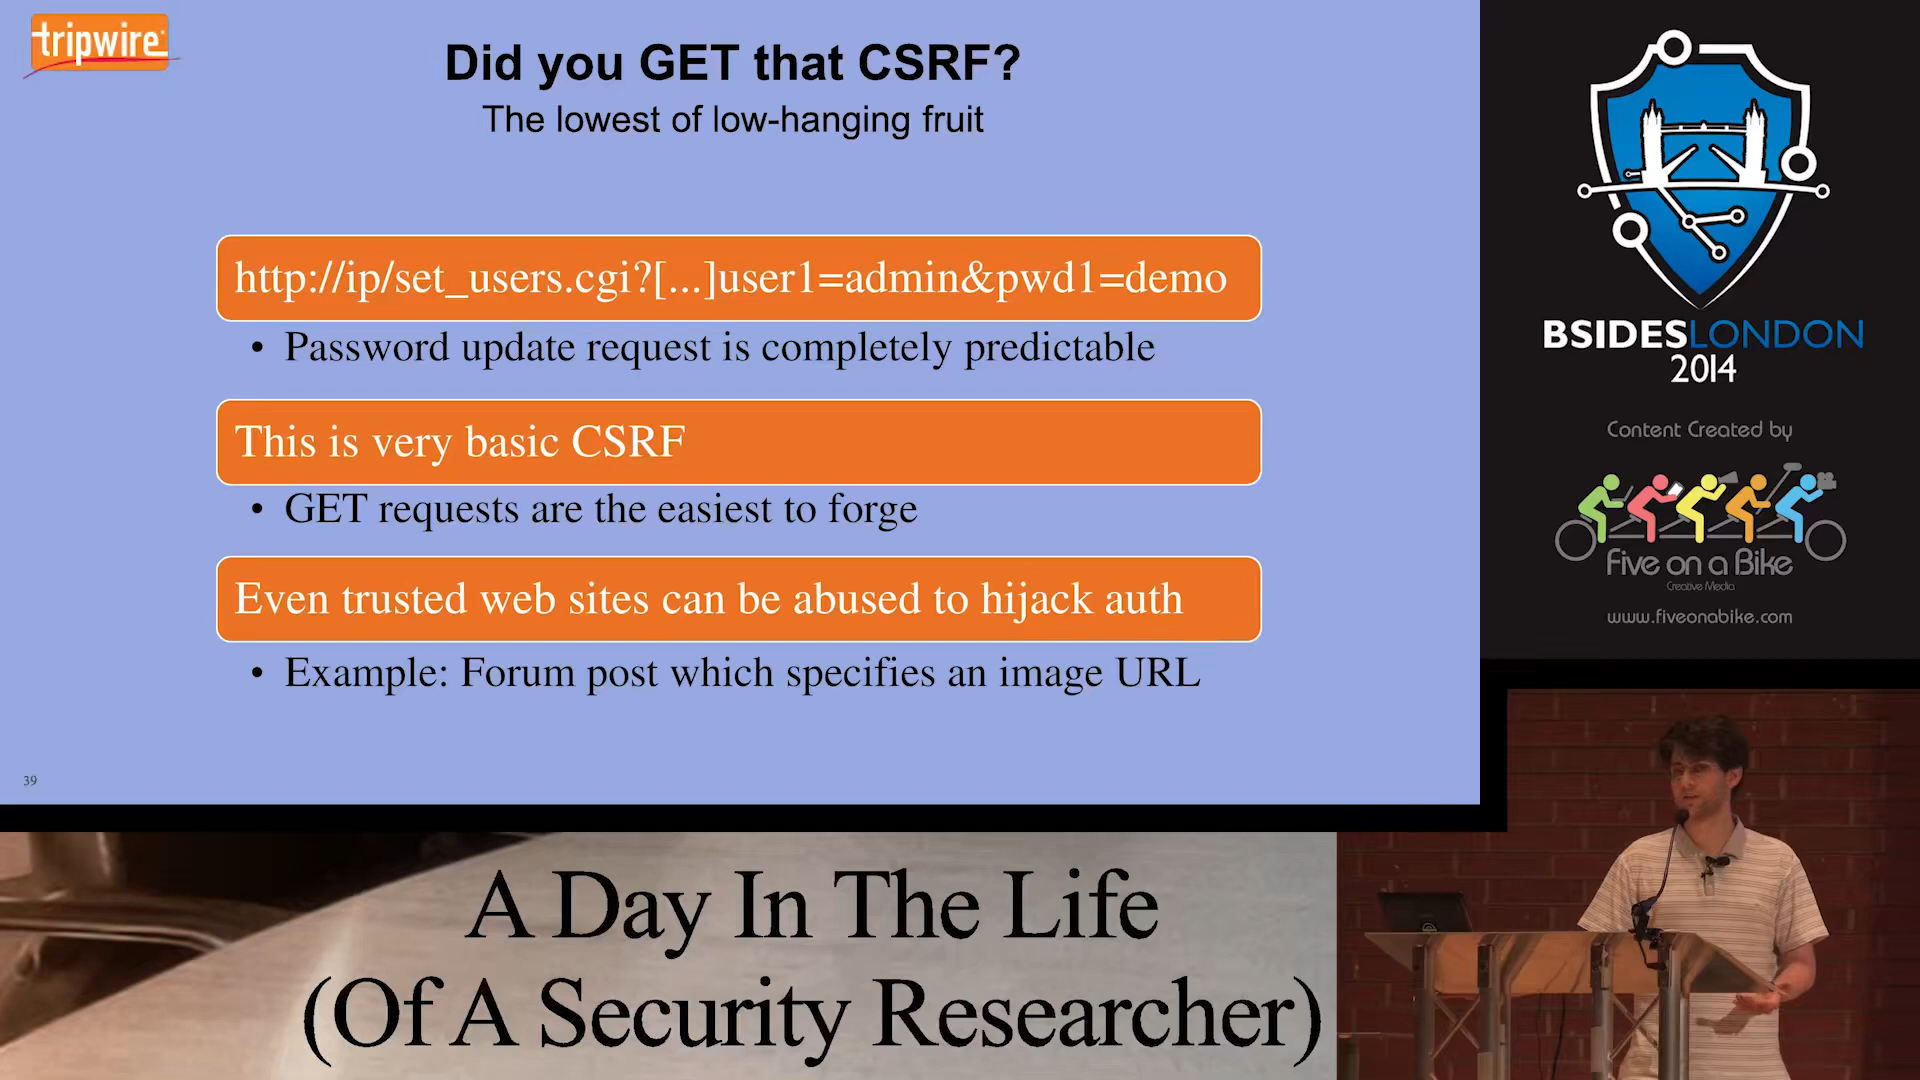 tripwire
Did you GET that CSRF?
The lowest of low-hanging fruit
http://ip/set_users.cgi?[...]user1=admin&pwd1=demo
• Password update request is completely predictable
This is very basic CSRF
• GET requests are the easiest to forge
Even trusted web sites can be abused to hijack auth
• Example: Forum post which specifies an image URL
39
BSIDESLONDON
2014
Content Created by
Five on a Bike
Creative Media
www.fiveonabike.com
A Day In The Life
(Of A Security Researcher)